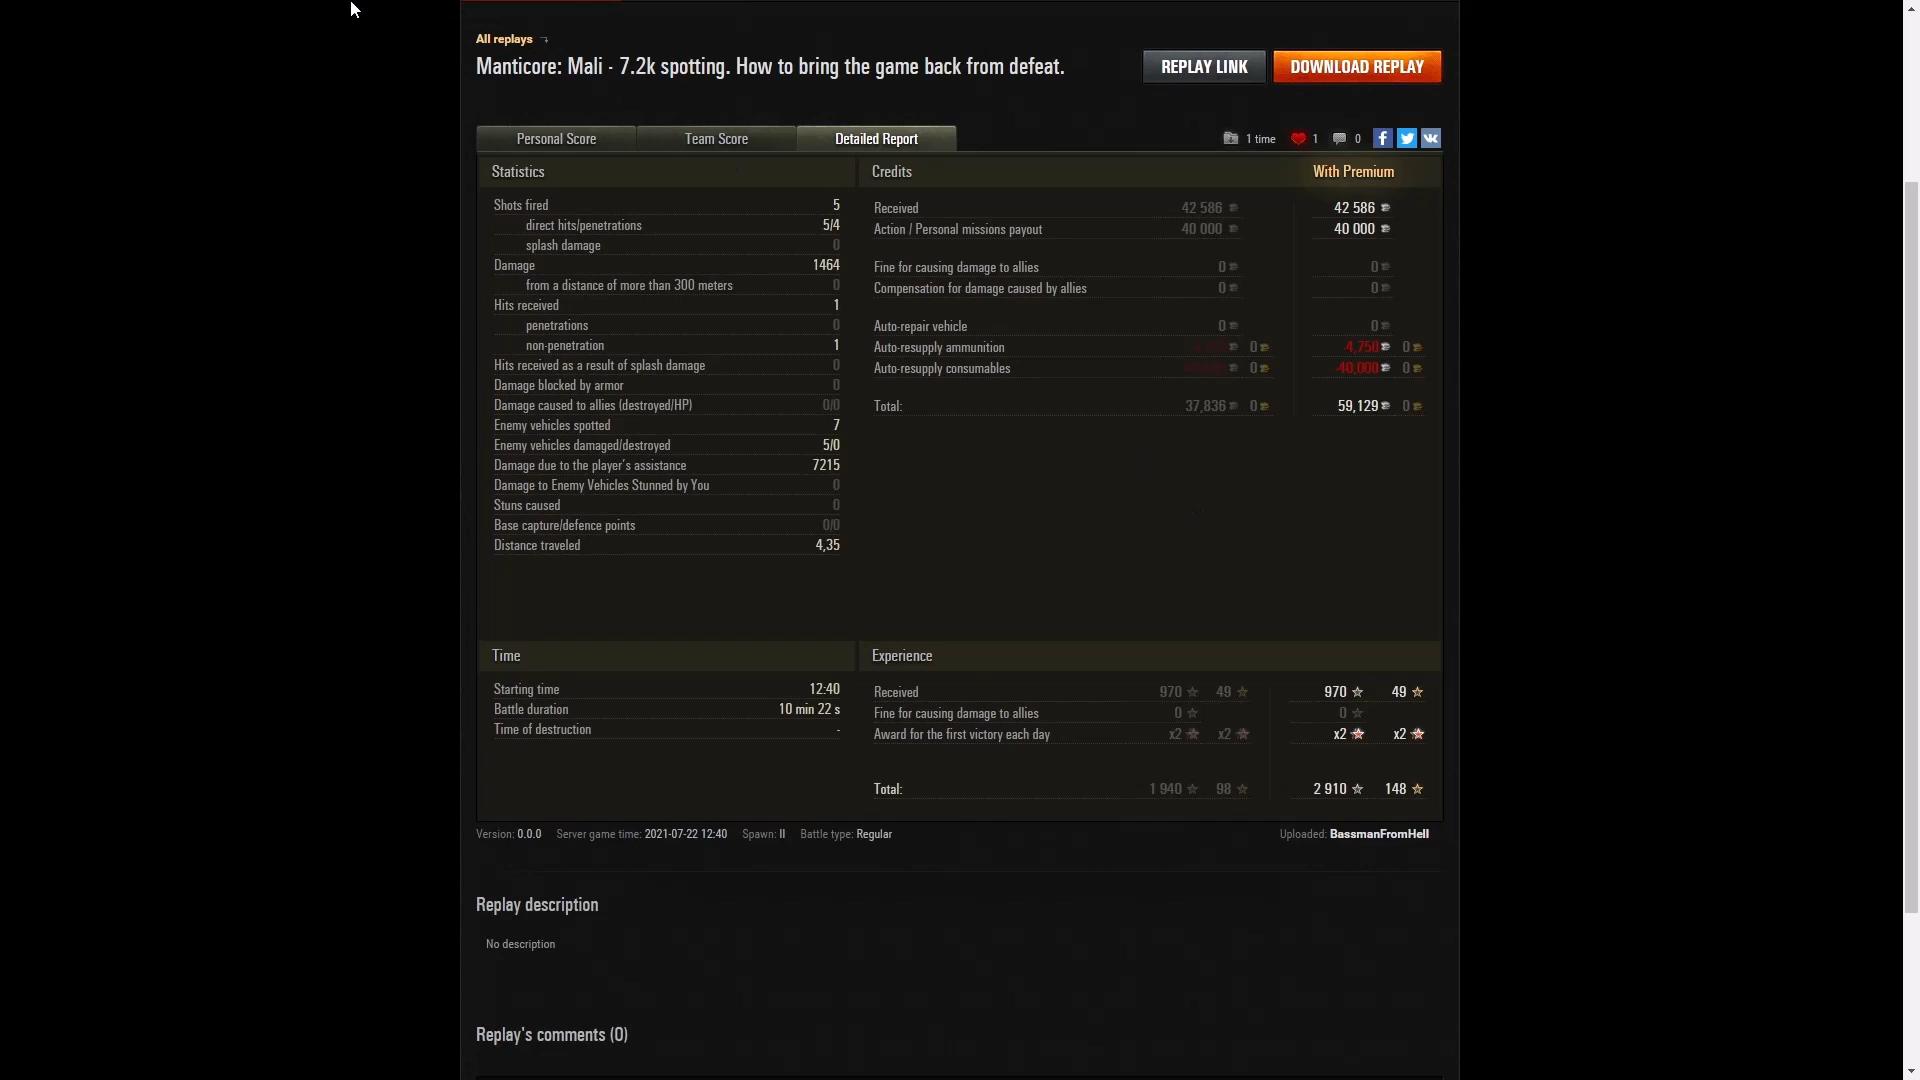 All replays
Manticore: Mali - 7.2k spotting. How to bring the game back from defeat.
REPLAY LINK
DOWNLOAD REPLAY
Personal Score
Team Score
Detailed Report
1 time
1
0
Statistics
Shots fired 5
direct hits/penetrations 5/4
splash damage 0
Damage 1464
from a distance of more than 300 meters 0
Hits received 1
penetrations 0
non-penetration 1
Hits received as a result of splash damage 0
Damage blocked by armor 0
Damage caused to allies (destroyed/HP) 0/0
Enemy vehicles spotted 7
Enemy vehicles damaged/destroyed 5/0
Damage due to the player's assistance 7215
Damage to Enemy Vehicles Stunned by You 0
Stuns caused 0
Base capture/defence points 0/0
Distance traveled 4,35
Credits With Premium
Received 42 586 42 586
Action / Personal missions payout 40 000 40 000
Fine for causing damage to allies 0 0
Compensation for damage caused by allies 0 0
Auto-repair vehicle 0 0
Auto-resupply ammunition 0 -4,750 0
Auto-resupply consumables 0 -40,000 0
Total: 37,836 0 59,129 0
Time
Starting time 12:40
Battle duration 10 min 22 s
Time of destruction -
Experience
Received 970 49 970 49
Fine for causing damage to allies 0 0
Award for the first victory each day x2 x2 x2 x2
Total: 1 940 98 2 910 148
Version: 0.0.0 Server game time: 2021-07-22 12:40 Spawn: II Battle type: Regular Uploaded: BassmanFromHell
Replay description
No description
Replay's comments (0)